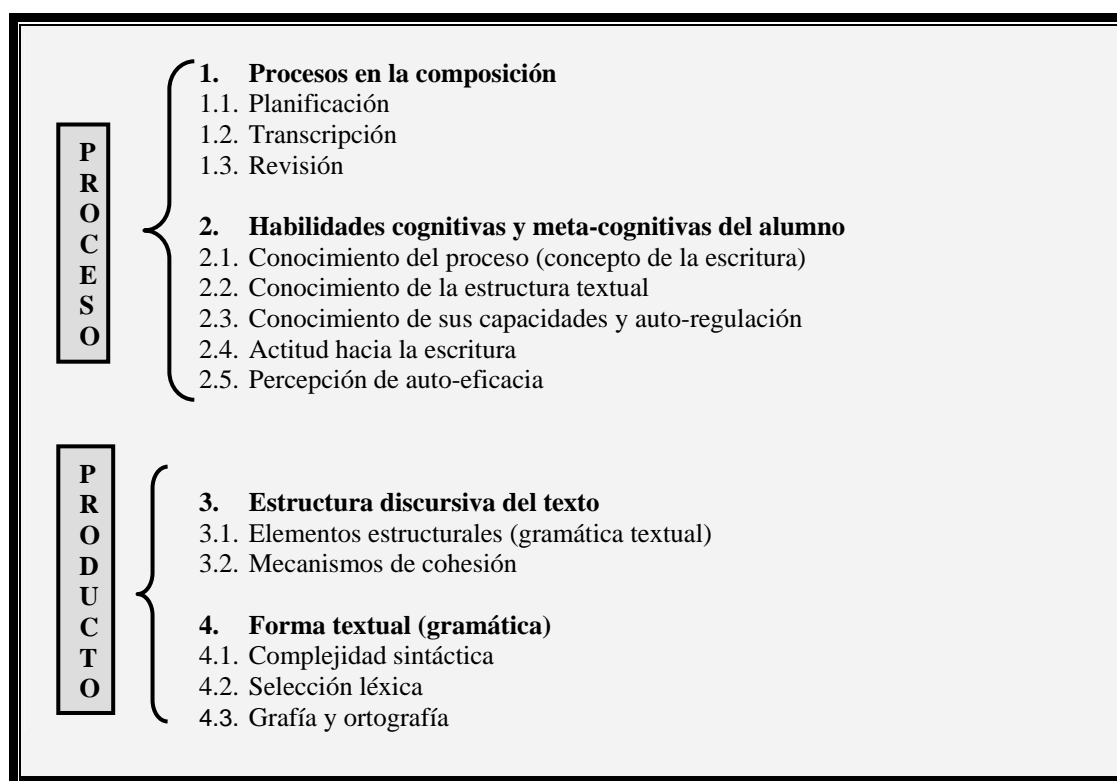 PROCESO
1. Procesos en la composición
1.1. Planificación
1.2. Transcripción
1.3. Revisión
2. Habilidades cognitivas y meta-cognitivas del alumno
2.1. Conocimiento del proceso (concepto de la escritura)
2.2. Conocimiento de la estructura textual
2.3. Conocimiento de sus capacidades y auto-regulación
2.4. Actitud hacia la escritura
2.5. Percepción de auto-eficacia
PRODUCTO
3. Estructura discursiva del texto
3.1. Elementos estructurales (gramática textual)
3.2. Mecanismos de cohesión
4. Forma textual (gramática)
4.1. Complejidad sintáctica
4.2. Selección léxica
4.3. Grafía y ortografía